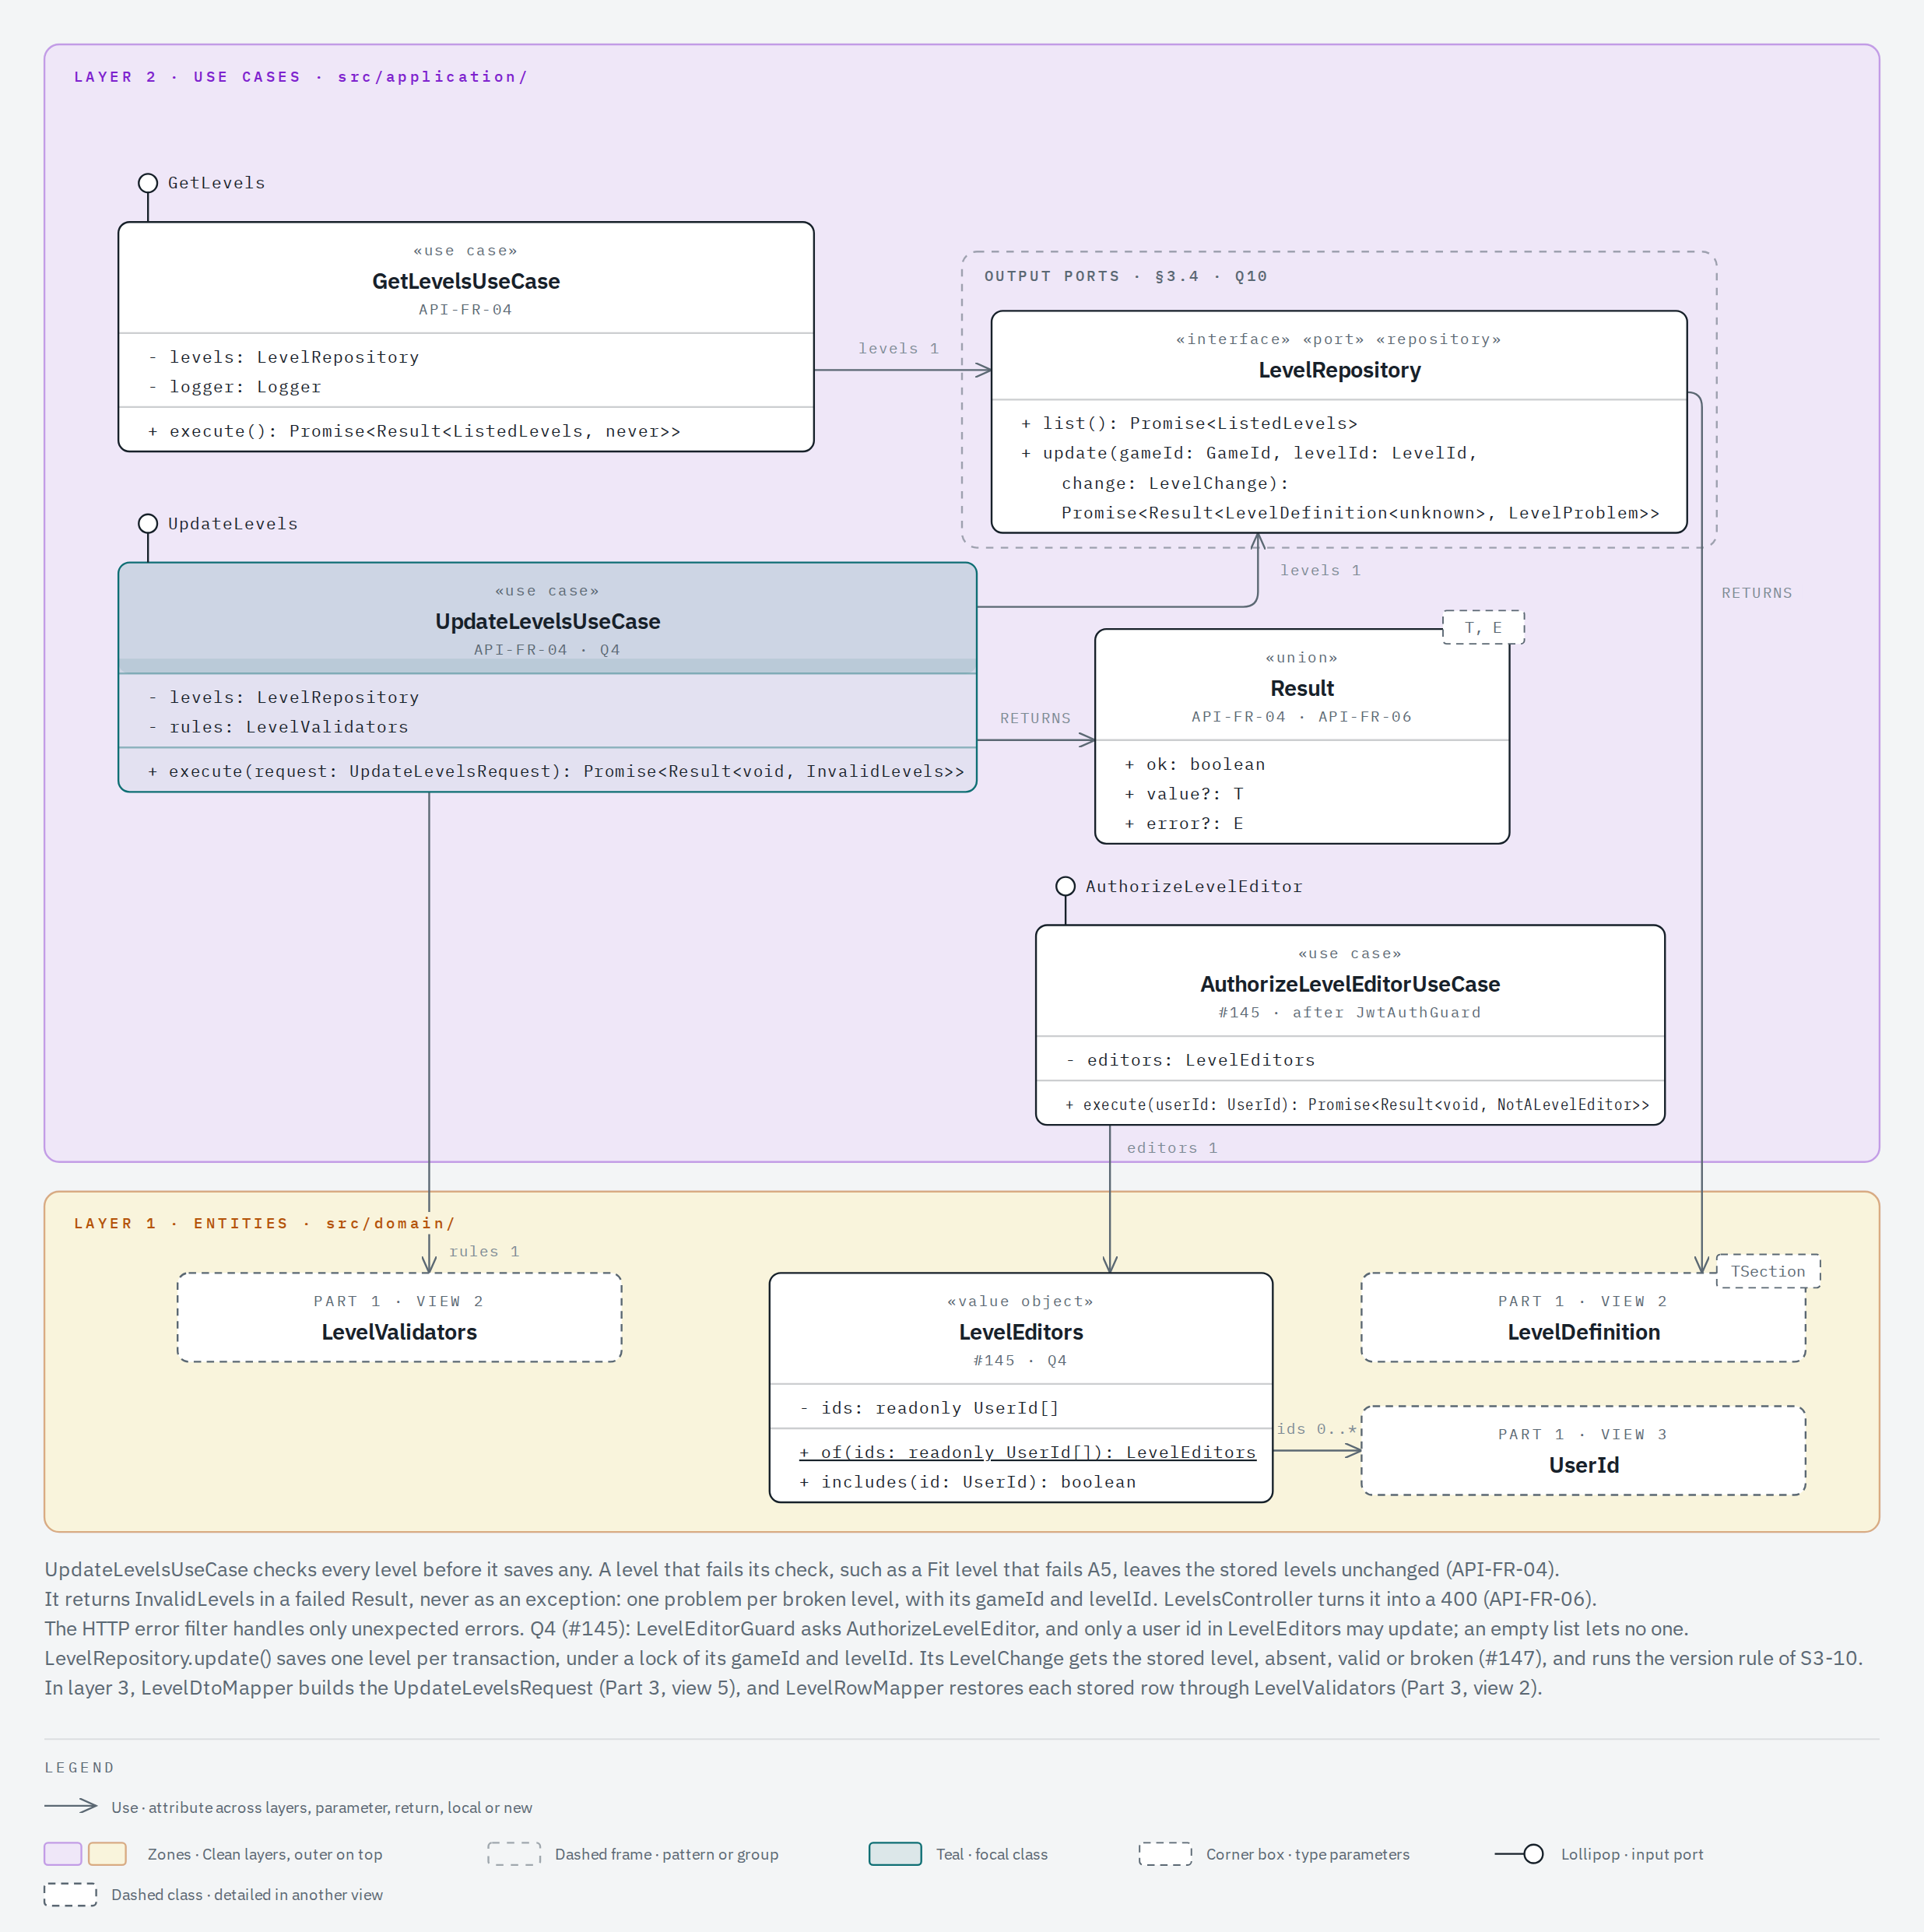 LAYER 2 · USE CASES · src/application/
GetLevels
«use case»
GetLevelsUseCase
API-FR-04
- levels: LevelRepository
- logger: Logger
+ execute(): Promise<Result<ListedLevels, never>>
levels 1
OUTPUT PORTS · §3.4 · Q10
«interface» «port» «repository»
LevelRepository
+ list(): Promise<ListedLevels>
+ update(gameId: GameId, levelId: LevelId,
change: LevelChange):
Promise<Result<LevelDefinition<unknown>, LevelProblem>>
UpdateLevels
«use case»
UpdateLevelsUseCase
API-FR-04 · Q4
- levels: LevelRepository
- rules: LevelValidators
+ execute(request: UpdateLevelsRequest): Promise<Result<void, InvalidLevels>>
levels 1
RETURNS
RETURNS
T, E
«union»
Result
API-FR-04 · API-FR-06
+ ok: boolean
+ value?: T
+ error?: E
AuthorizeLevelEditor
«use case»
AuthorizeLevelEditorUseCase
#145 · after JwtAuthGuard
- editors: LevelEditors
+ execute(userId: UserId): Promise<Result<void, NotALevelEditor>>
editors 1
LAYER 1 · ENTITIES · src/domain/
rules 1
PART 1 · VIEW 2
LevelValidators
«value object»
LevelEditors
#145 · Q4
- ids: readonly UserId[]
+ of(ids: readonly UserId[]): LevelEditors
+ includes(id: UserId): boolean
ids 0..*
TSection
PART 1 · VIEW 2
LevelDefinition
PART 1 · VIEW 3
UserId
UpdateLevelsUseCase checks every level before it saves any. A level that fails its check, such as a Fit level that fails A5, leaves the stored levels unchanged (API-FR-04).
It returns InvalidLevels in a failed Result, never as an exception: one problem per broken level, with its gameId and levelId. LevelsController turns it into a 400 (API-FR-06).
The HTTP error filter handles only unexpected errors. Q4 (#145): LevelEditorGuard asks AuthorizeLevelEditor, and only a user id in LevelEditors may update; an empty list lets no one.
LevelRepository.update() saves one level per transaction, under a lock of its gameId and levelId. Its LevelChange gets the stored level, absent, valid or broken (#147), and runs the version rule of S3-10.
In layer 3, LevelDtoMapper builds the UpdateLevelsRequest (Part 3, view 5), and LevelRowMapper restores each stored row through LevelValidators (Part 3, view 2).
LEGEND
Use · attribute across layers, parameter, return, local or new
Zones · Clean layers, outer on top
Dashed frame · pattern or group
Teal · focal class
Corner box · type parameters
Lollipop · input port
Dashed class · detailed in another view